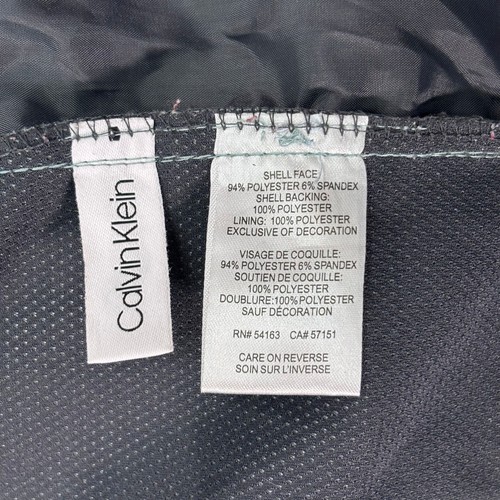 Calvin Klein
SHELL FACE
94% POLYESTER 6% SPANDEX
SHELL BACKING:
100% POLYESTER
LINING: 100% POLYESTER
EXCLUSIVE OF DECORATION
VISAGE DE COQUILLE:
94% POLYESTER 6% SPANDEX
SOUTIEN DE COQUILLE:
100% POLYESTER
DOUBLURE:100% POLYESTER
SAUF DÉCORATION
RN# 54163 CA# 57151
CARE ON REVERSE
SOIN SUR L'INVERSE